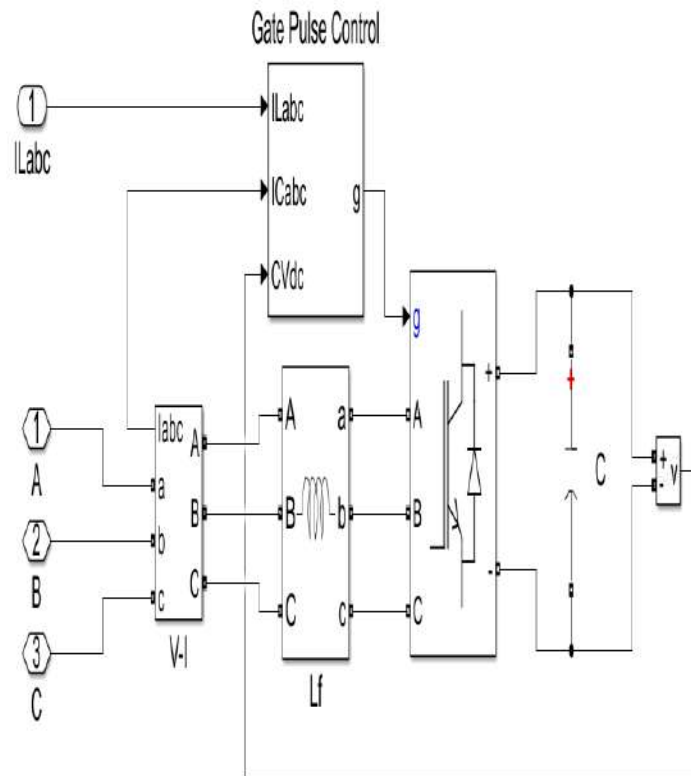 Gate Pulse Control
1
ILabc
ILabc
ICabc
CVdc
g
g
1
A
2
B
3
C
Iabc
a
b
c
A
B
C
V-I
A
B
C
a
b
c
Lf
A
B
C
+
-
+
C
+
-
v